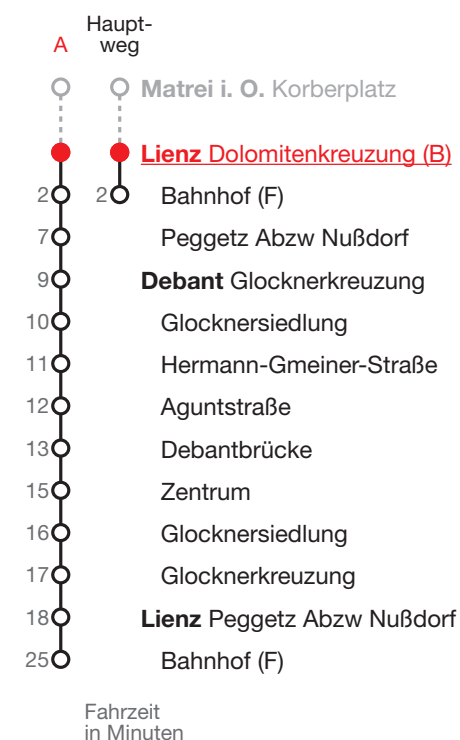 A Haupt-
weg
Matrei i. O. Korberplatz
Lienz Dolomitenkreuzung (B)
2 2 Bahnhof (F)
7 Peggetz Abzw Nußdorf
9 Debant Glocknerkreuzung
10 Glocknersiedlung
11 Hermann-Gmeiner-Straße
12 Aguntstraße
13 Debantbrücke
15 Zentrum
16 Glocknersiedlung
17 Glocknerkreuzung
18 Lienz Peggetz Abzw Nußdorf
25 Bahnhof (F)
Fahrzeit
in Minuten